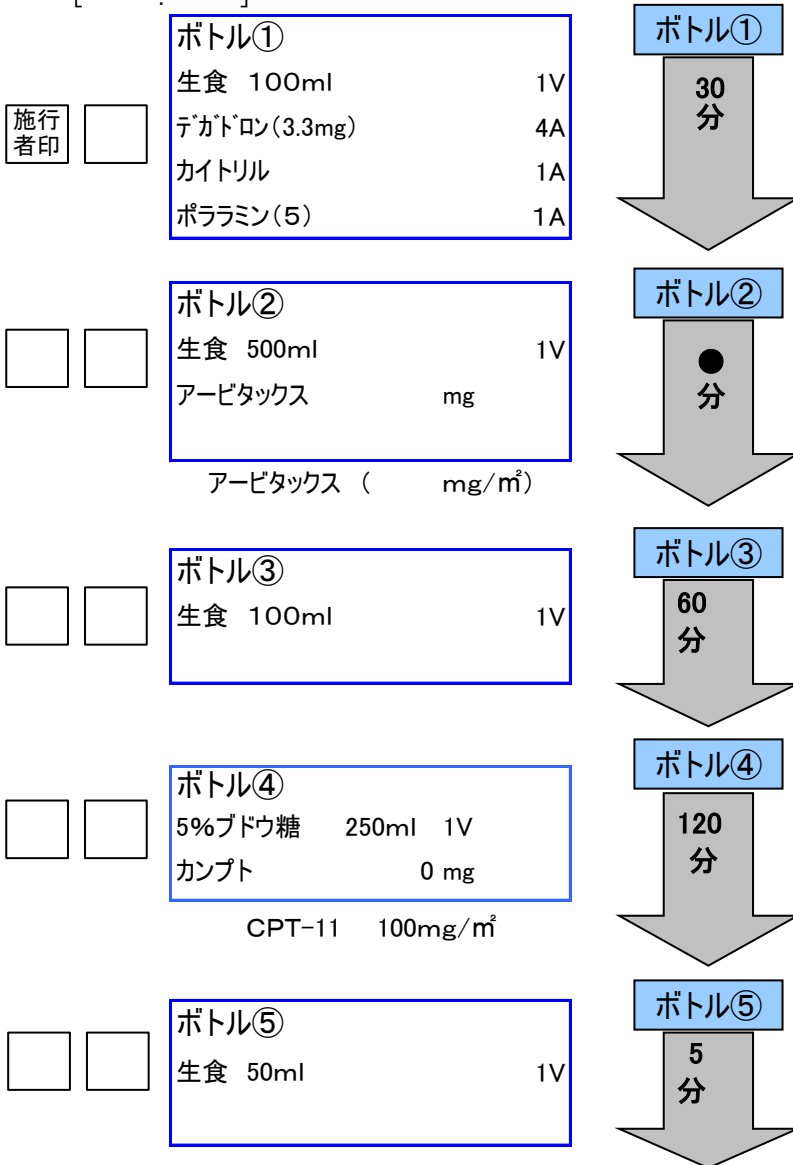 ボトル①
生食 100ml 1V
デカドロン(3.3mg) 4A
カイトリル 1A
ポララミン(5) 1A
施行
者印
ボトル①
30
分
ボトル②
生食 500ml 1V
アービタックス mg
アービタックス ( mg/㎡)
ボトル②
●
分
ボトル③
生食 100ml 1V
ボトル③
60
分
ボトル④
5%ブドウ糖 250ml 1V
カンプト 0 mg
CPT-11 100mg/㎡
ボトル④
120
分
ボトル⑤
生食 50ml 1V
ボトル⑤
5
分